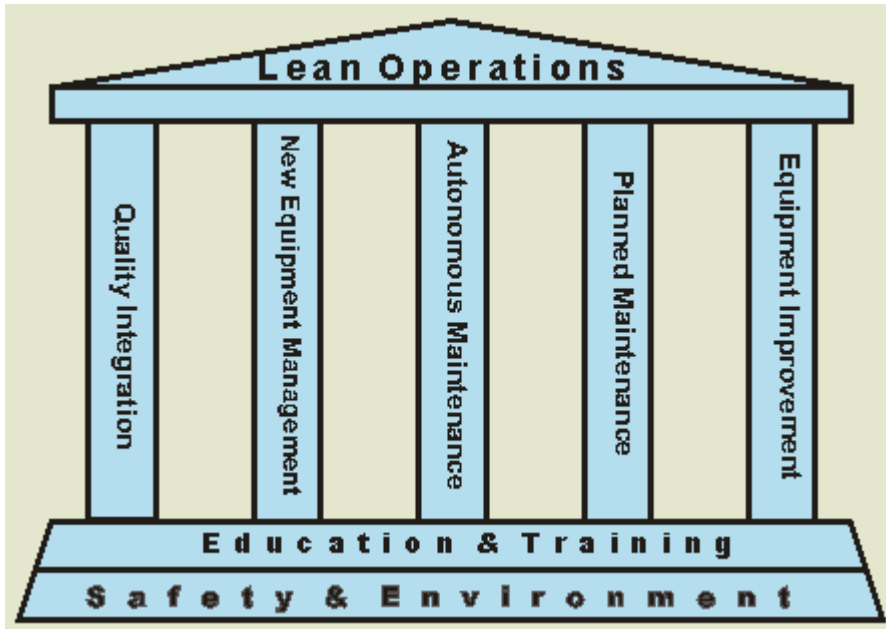 Lean Operations
Quality Integration
New Equipment Management
Autonomous Maintenance
Planned Maintenance
Equipment Improvement
Education & Training
Safety & Environment